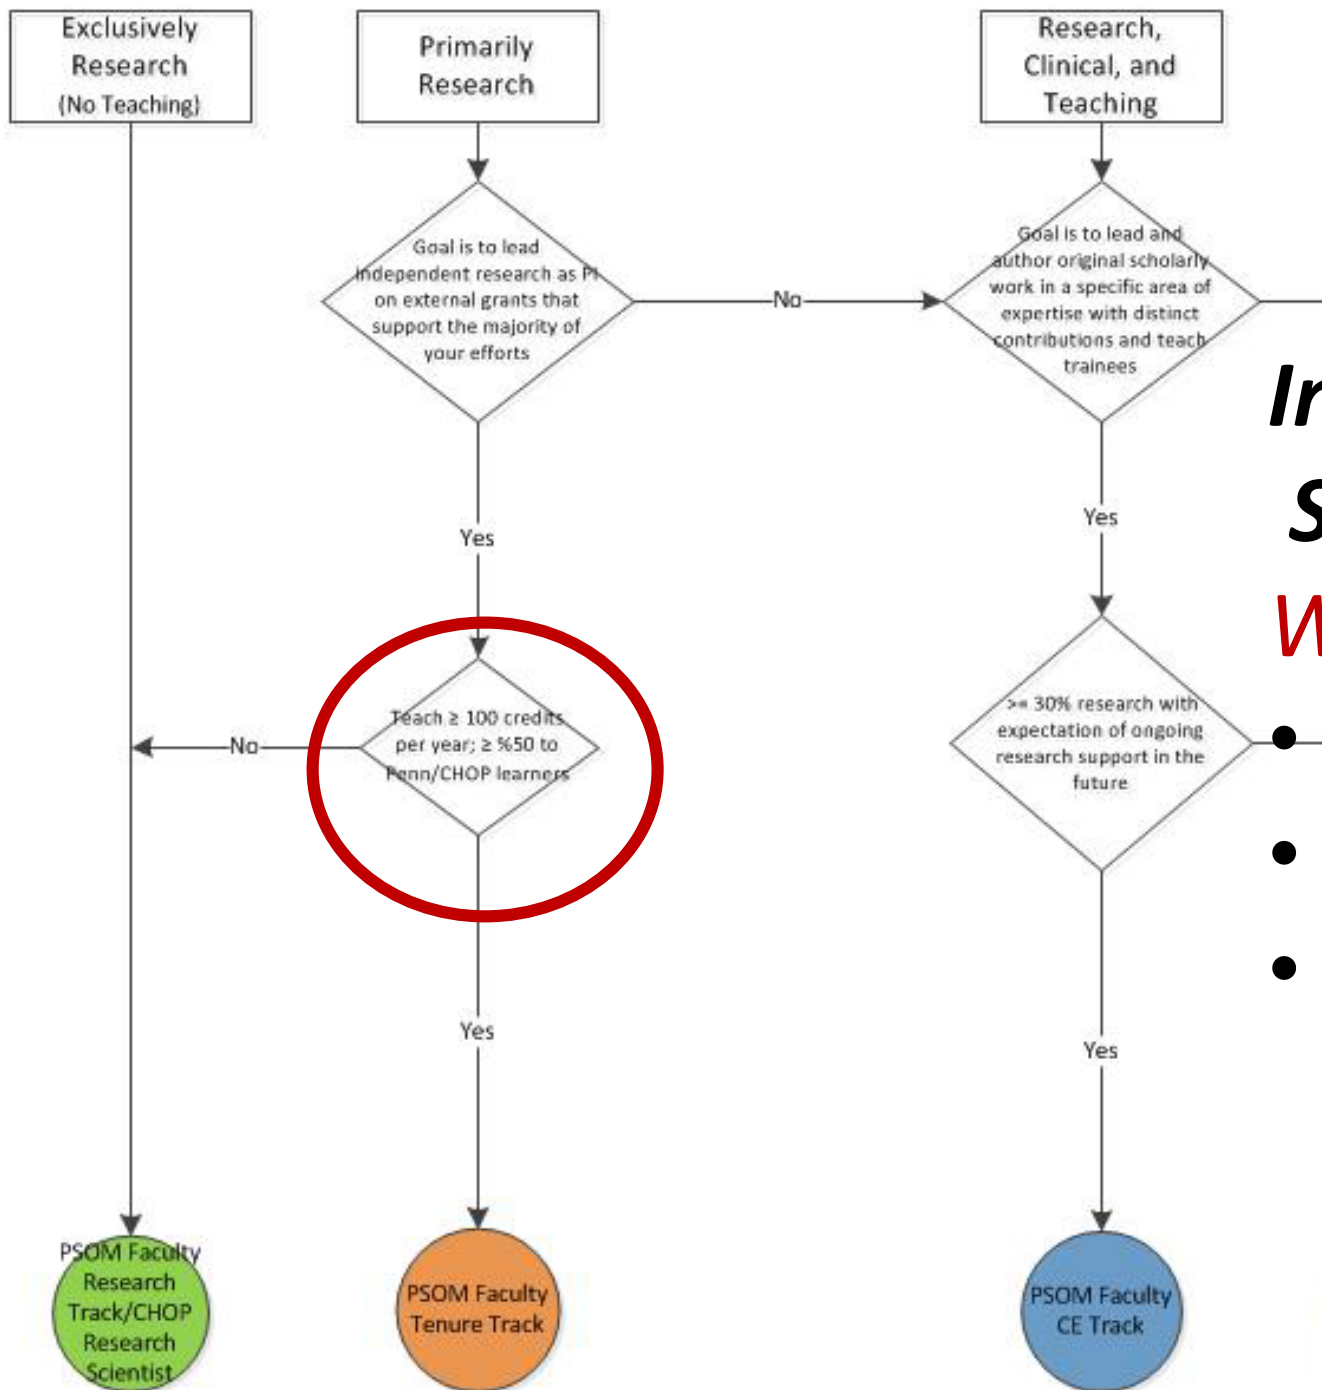 Exclusively
Research
(No Teaching)
Primarily
Research
Research,
Clinical, and
Teaching
Goal is to lead
independent research as PI
on external grants that
support the majority of
your efforts
No
Goal is to lead and
author original scholarly
work in a specific area of
expertise with distinct
contributions and teach
trainees
Yes
Yes
Teach ≥ 100 credits
per year; ≥ %50 to
Penn/CHOP learners
No
>= 30% research with
expectation of ongoing
research support in the
future
Yes
Yes
PSOM Faculty
Research
Track/CHOP
Research
Scientist
PSOM Faculty
Tenure Track
PSOM Faculty
CE Track